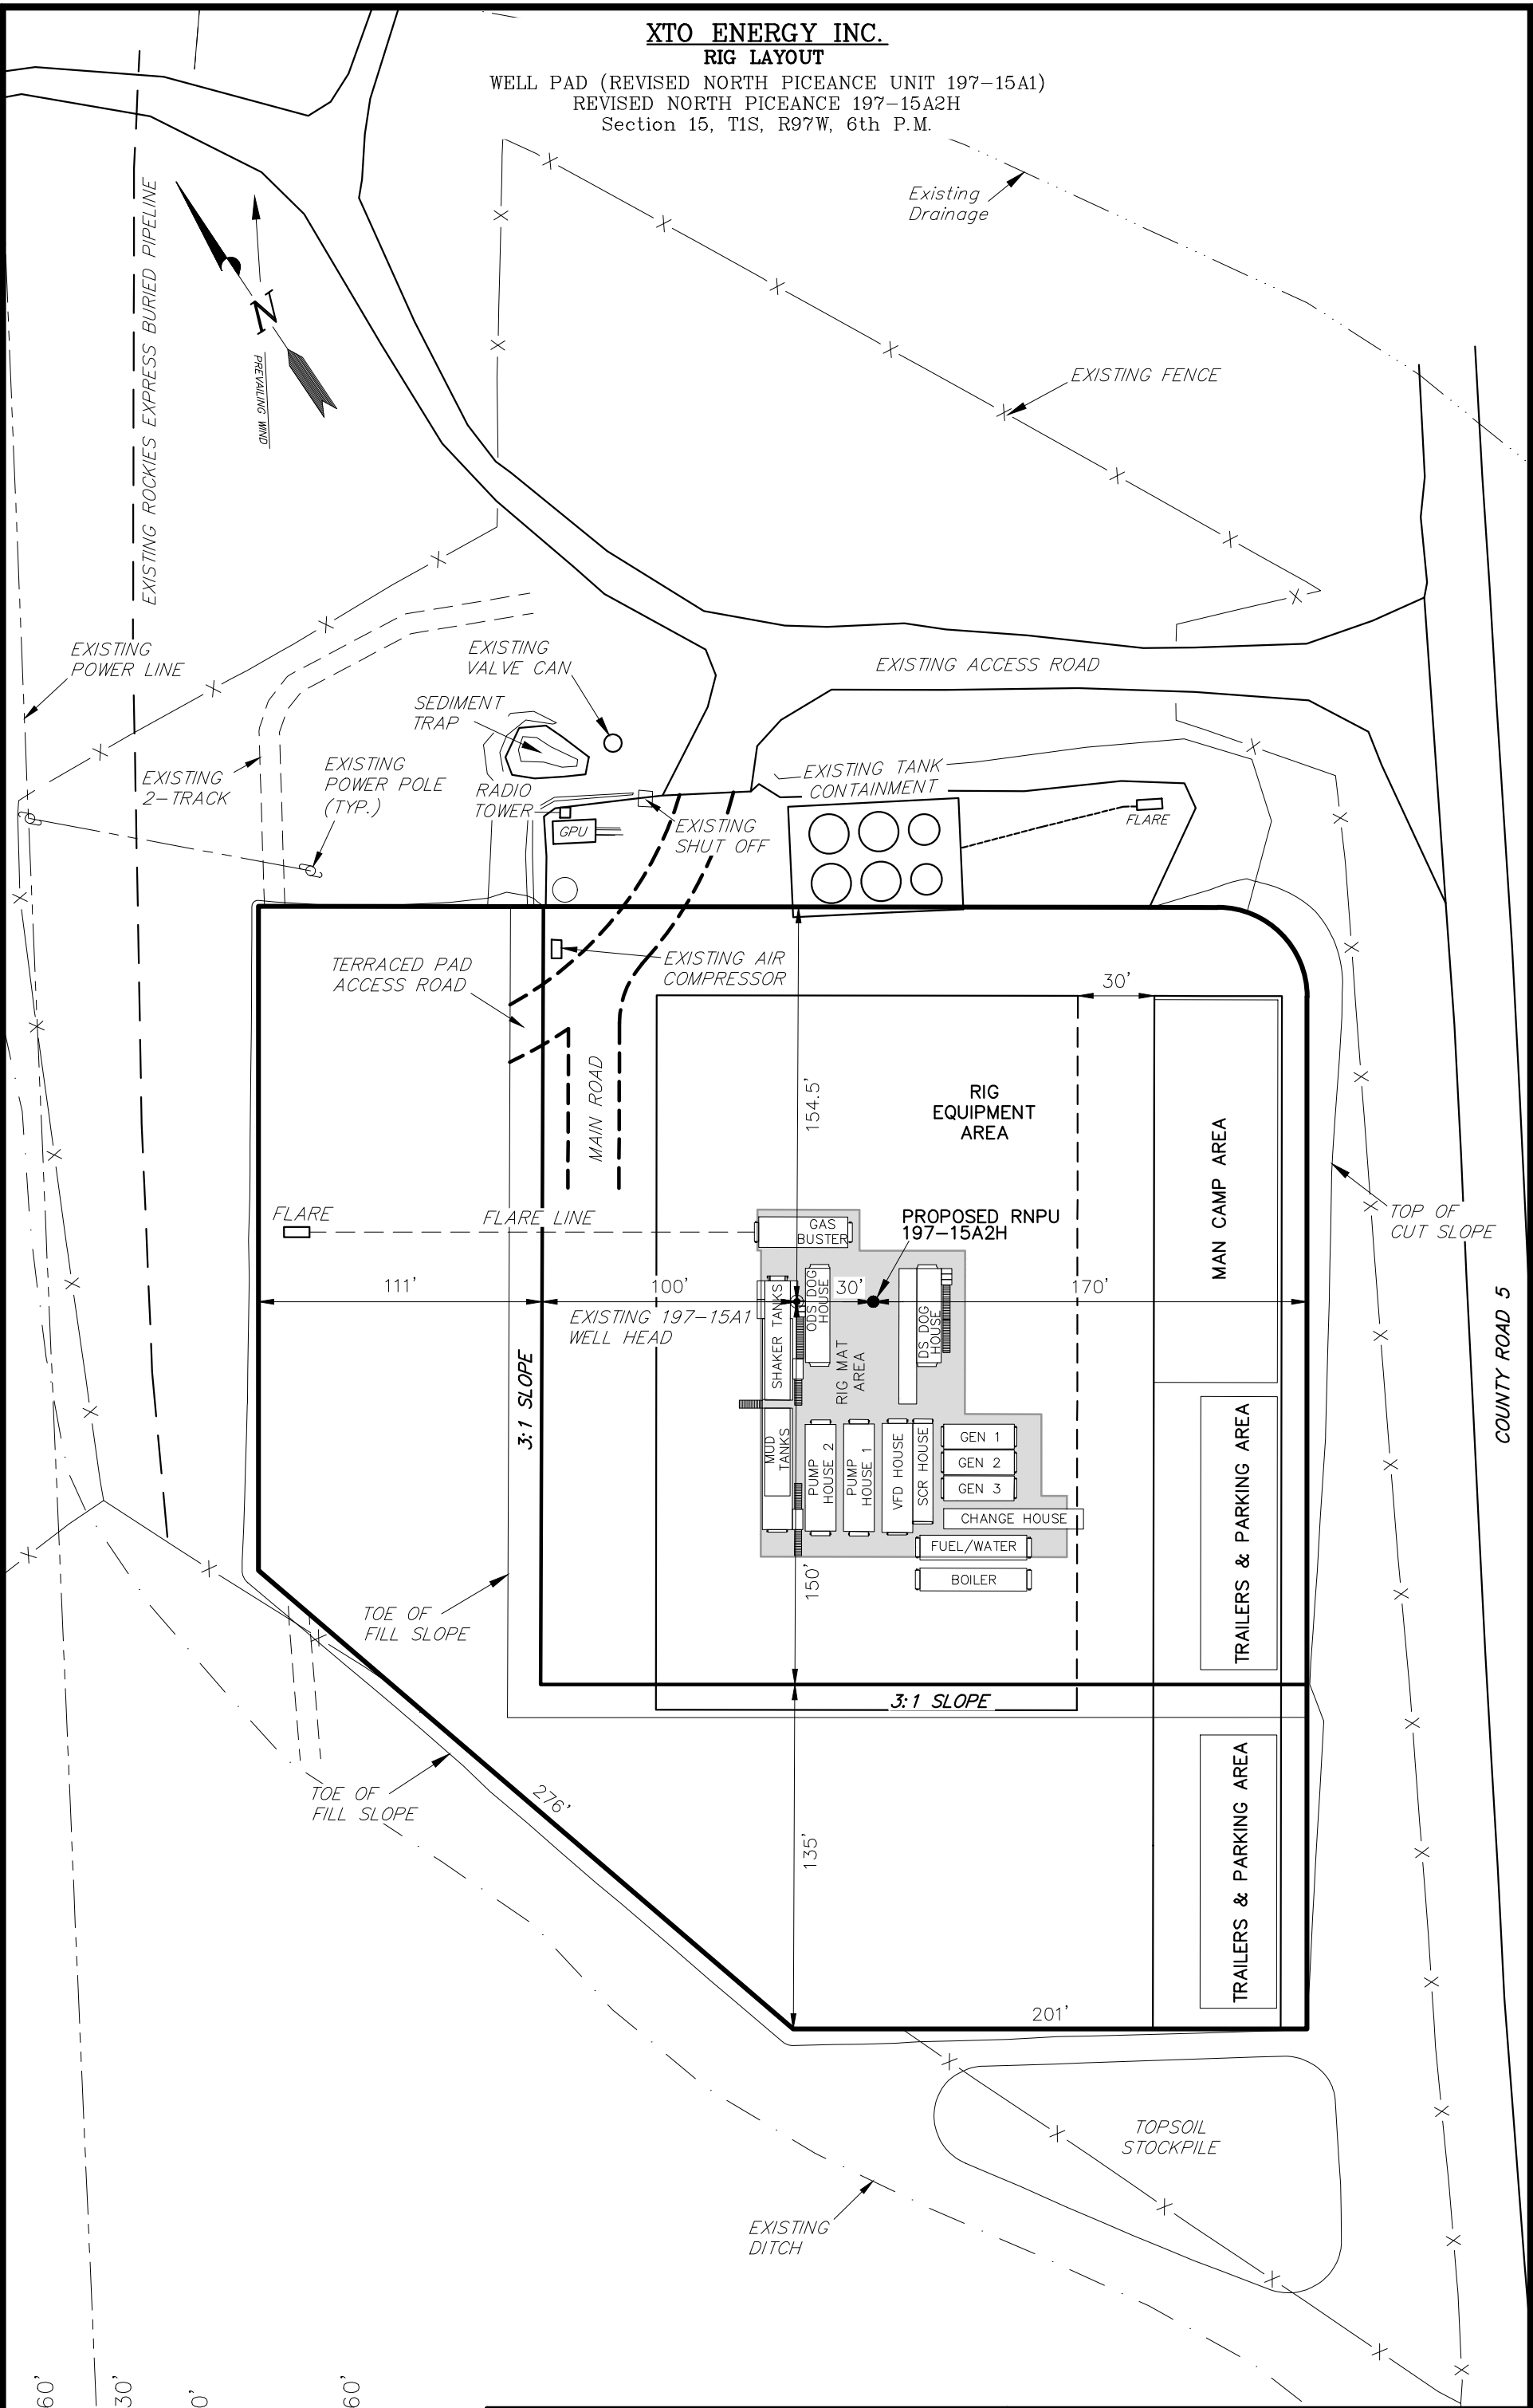 XTO ENERGY INC.
RIG LAYOUT
WELL PAD (REVISED NORTH PICEANCE UNIT 197-15A1)
REVISED NORTH PICEANCE 197-15A2H
Section 15, T1S, R97W, 6th P.M.
Existing
Drainage
EXISTING ROCKIES EXPRESS BURIED PIPELINE
N
PREVAILING WIND
EXISTING FENCE
EXISTING
POWER LINE
EXISTING
VALVE CAN
EXISTING ACCESS ROAD
SEDIMENT
TRAP
EXISTING
2-TRACK
EXISTING
POWER POLE
(TYP.)
RADIO
TOWER
GPU
EXISTING
SHUT OFF
EXISTING TANK
CONTAINMENT
FLARE
TERRACED PAD
ACCESS ROAD
EXISTING AIR
COMPRESSOR
30'
MAIN ROAD
154.5'
RIG
EQUIPMENT
AREA
MAN CAMP AREA
TOP OF
CUT SLOPE
COUNTY ROAD 5
FLARE
FLARE LINE
GAS
BUSTER
PROPOSED RNPU
197-15A2H
111'
100'
30'
170'
EXISTING 197-15A1
WELL HEAD
SHAKER TANKS
ODS DOG
HOUSE
DS DOG
HOUSE
RIG MAT
AREA
3:1 SLOPE
MUD
TANKS
PUMP
HOUSE 2
PUMP
HOUSE 1
VFD HOUSE
SCR HOUSE
GEN 1
GEN 2
GEN 3
CHANGE HOUSE
FUEL/WATER
BOILER
150'
TRAILERS & PARKING AREA
TOE OF
FILL SLOPE
3:1 SLOPE
TOE OF
FILL SLOPE
276'
135'
TRAILERS & PARKING AREA
201'
TOPSOIL
STOCKPILE
EXISTING
DITCH
60'
30'
0'
60'